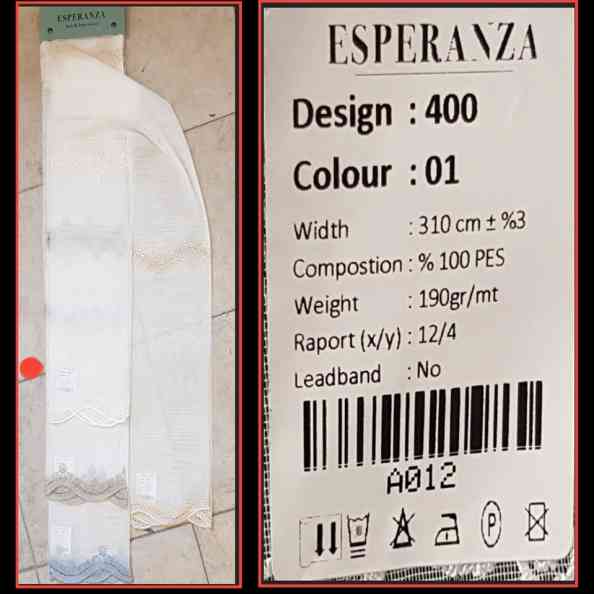 ESPERANZA
ESPERANZA
Design : 400
Colour : 01
Width : 310 cm ± %3
Compostion : % 100 PES
Weight : 190gr/mt
Raport (x/y) : 12/4
Leadband : No
A012
P